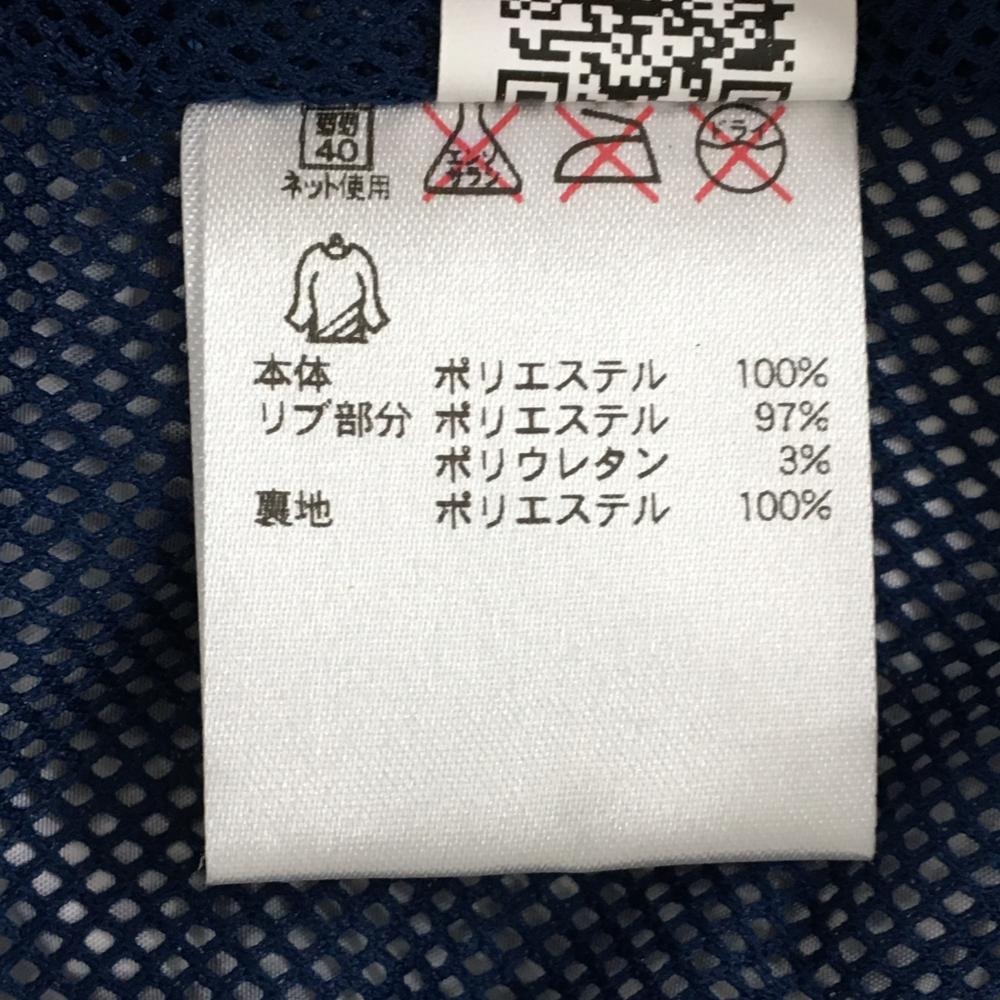 弱 40
ネット使用
エンソ
サラシ
ドライ
本体 ポリエステル 100%
リブ部分 ポリエステル 97%
ポリウレタン 3%
裏地 ポリエステル 100%